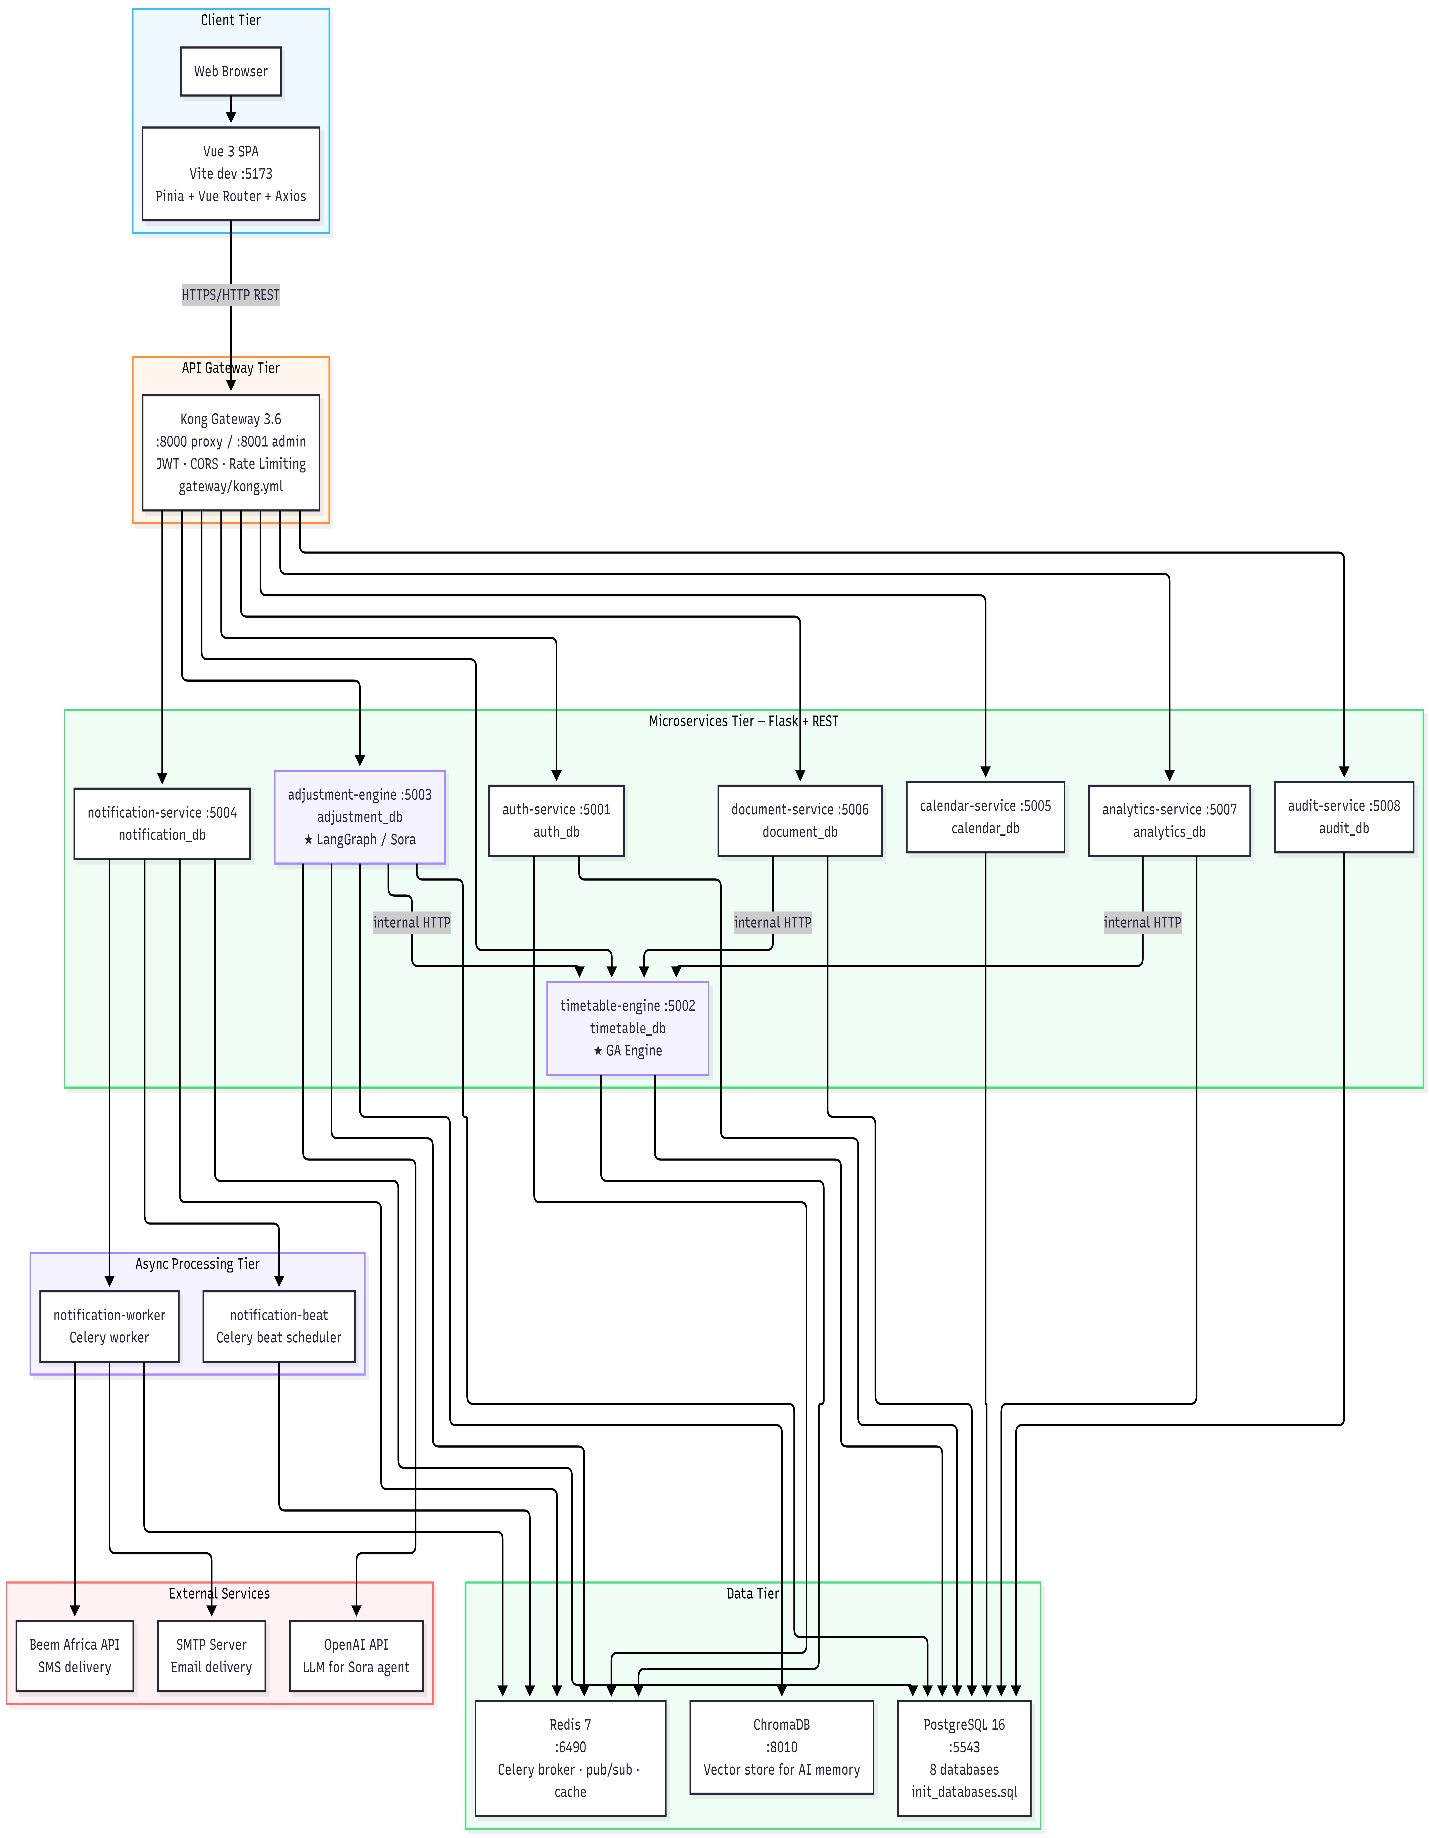 Client Tier
Web Browser
Vue 3 SPA
Vite dev :5173
Pinia + Vue Router + Axios
HTTPS/HTTP REST
API Gateway Tier
Kong Gateway 3.6
:8000 proxy / :8001 admin
JWT · CORS · Rate Limiting
gateway/kong.yml
Microservices Tier — Flask + REST
notification-service :5004
notification_db
adjustment-engine :5003
adjustment_db
★ LangGraph / Sora
auth-service :5001
auth_db
document-service :5006
document_db
calendar-service :5005
calendar_db
analytics-service :5007
analytics_db
audit-service :5008
audit_db
internal HTTP
internal HTTP
internal HTTP
timetable-engine :5002
timetable_db
★ GA Engine
Async Processing Tier
notification-worker
Celery worker
notification-beat
Celery beat scheduler
External Services
Beem Africa API
SMS delivery
SMTP Server
Email delivery
OpenAI API
LLM for Sora agent
Data Tier
Redis 7
:6490
Celery broker · pub/sub ·
cache
ChromaDB
:8010
Vector store for AI memory
PostgreSQL 16
:5543
8 databases
init_databases.sql